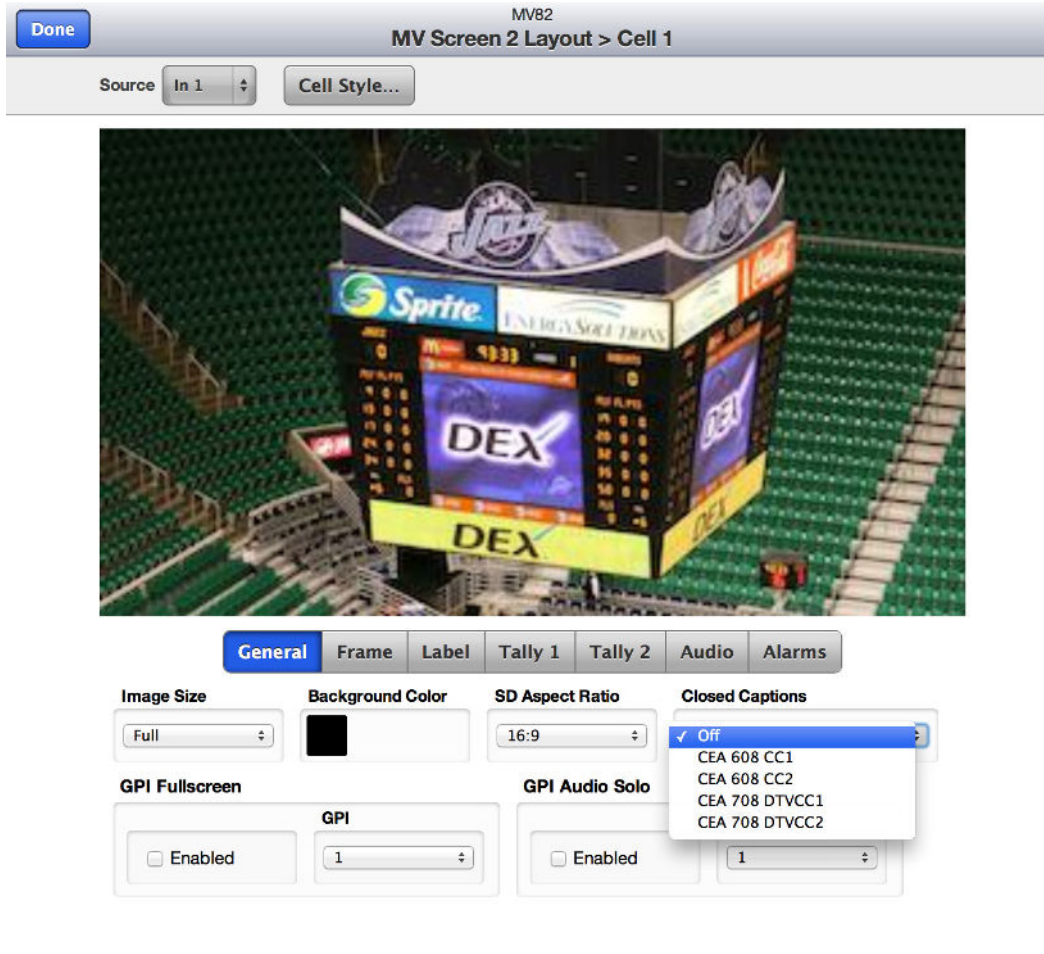 MV82
Done
MV Screen 2 Layout > Cell 1
Source In 1 Cell Style...
JAZZ
Sprite
ENERGYSOLUTIONS
Coca-Cola
DEX
DEX
DEX
DEX
General Frame Label Tally 1 Tally 2 Audio Alarms
Image Size Background Color SD Aspect Ratio Closed Captions
Full 16:9 ✓ Off
CEA 608 CC1
CEA 608 CC2
CEA 708 DTVCC1
CEA 708 DTVCC2
GPI Fullscreen GPI Audio Solo
GPI
Enabled 1 Enabled 1